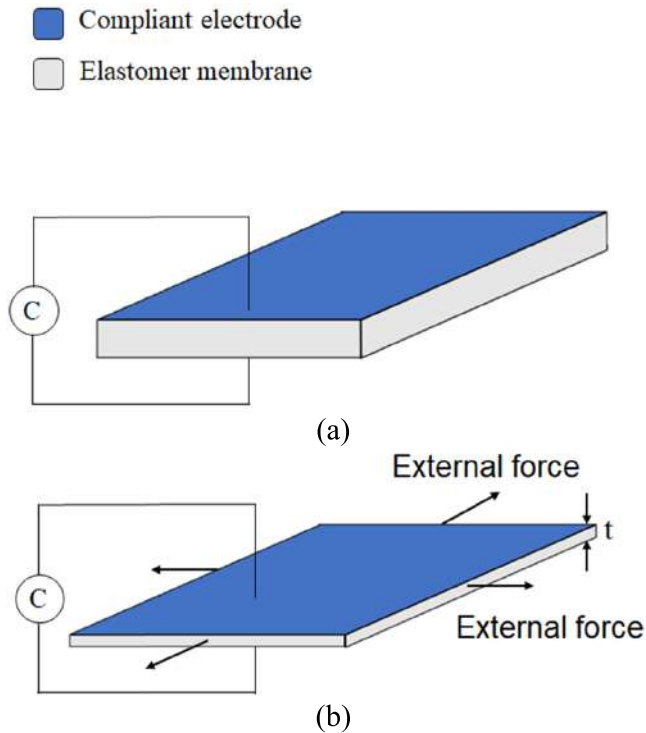 Compliant electrode
Elastomer membrane
C
(a)
External force
t
C
External force
(b)